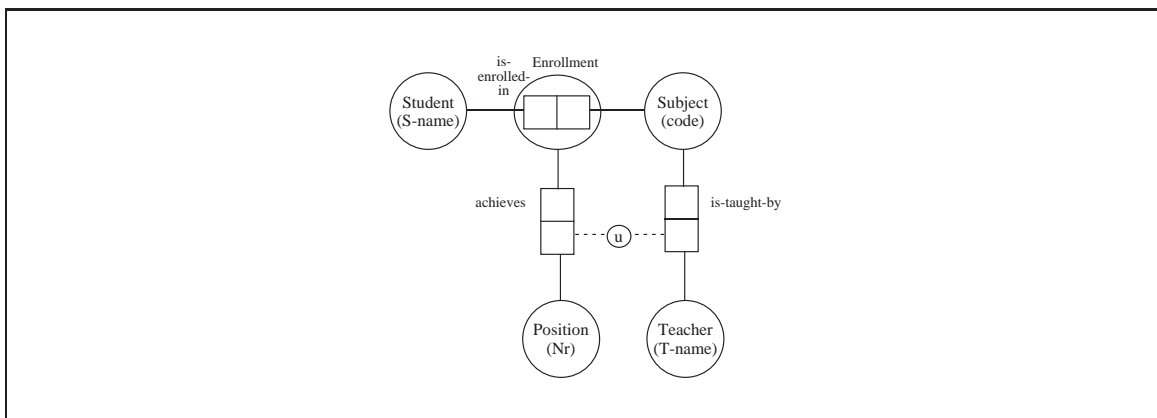 is-
enrolled-
in
Enrollment
Student
(S-name)
Subject
(code)
achieves
is-taught-by
u
Position
(Nr)
Teacher
(T-name)